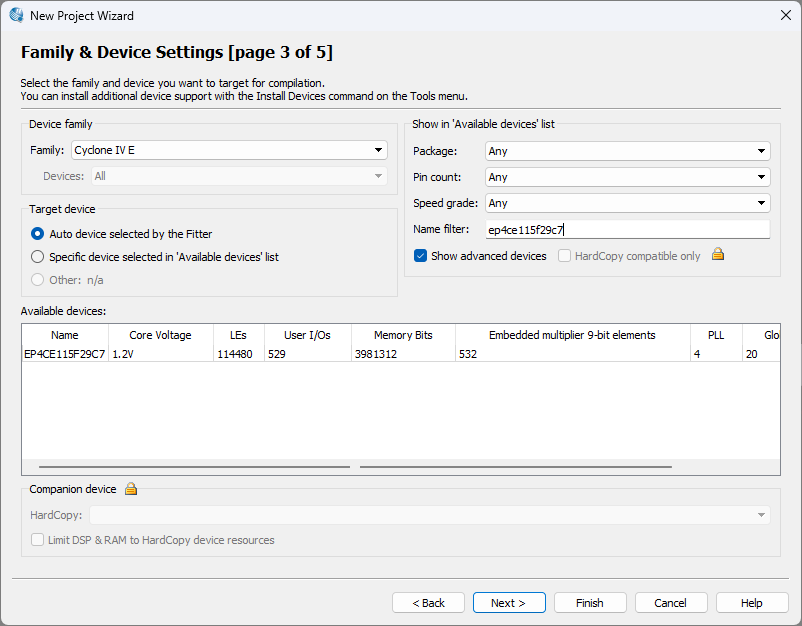 New Project Wizard
Family & Device Settings [page 3 of 5]
Select the family and device you want to target for compilation.
You can install additional device support with the Install Devices command on the Tools menu.
Device family
Family: Cyclone IV E
Devices: All
Target device
Auto device selected by the Fitter
Specific device selected in 'Available devices' list
Other: n/a
Show in 'Available devices' list
Package: Any
Pin count: Any
Speed grade: Any
Name filter: ep4ce115f29c7
Show advanced devices HardCopy compatible only
Available devices:
Name Core Voltage LEs User I/Os Memory Bits Embedded multiplier 9-bit elements PLL Glo
EP4CE115F29C7 1.2V 114480 529 3981312 532 4 20
Companion device
HardCopy:
Limit DSP & RAM to HardCopy device resources
< Back Next > Finish Cancel Help